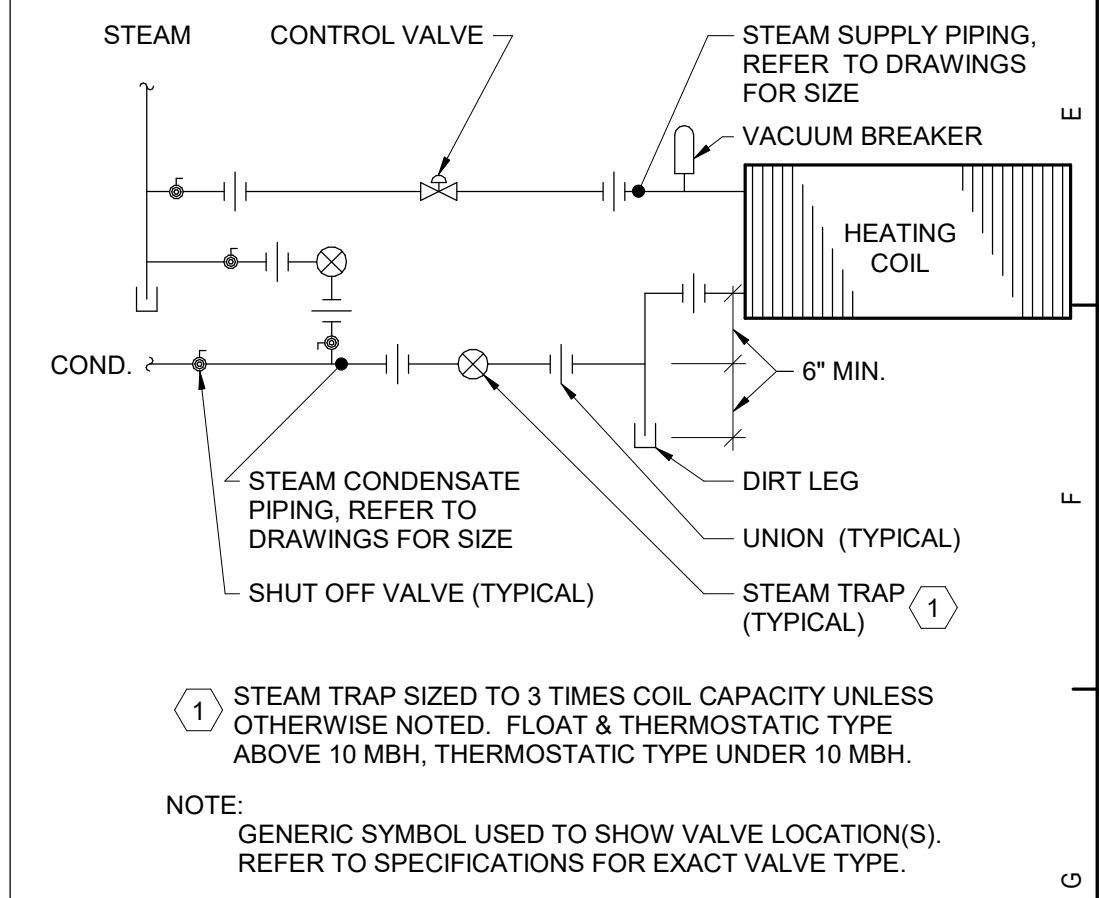 STEAM
CONTROL VALVE
STEAM SUPPLY PIPING,
REFER TO DRAWINGS
FOR SIZE
VACUUM BREAKER
E
HEATING
COIL
COND.
6" MIN.
STEAM CONDENSATE
PIPING, REFER TO
DRAWINGS FOR SIZE
DIRT LEG
F
UNION (TYPICAL)
SHUT OFF VALVE (TYPICAL)
STEAM TRAP
(TYPICAL)
1
1
STEAM TRAP SIZED TO 3 TIMES COIL CAPACITY UNLESS
OTHERWISE NOTED. FLOAT & THERMOSTATIC TYPE
ABOVE 10 MBH, THERMOSTATIC TYPE UNDER 10 MBH.
NOTE:
GENERIC SYMBOL USED TO SHOW VALVE LOCATION(S).
REFER TO SPECIFICATIONS FOR EXACT VALVE TYPE.
G